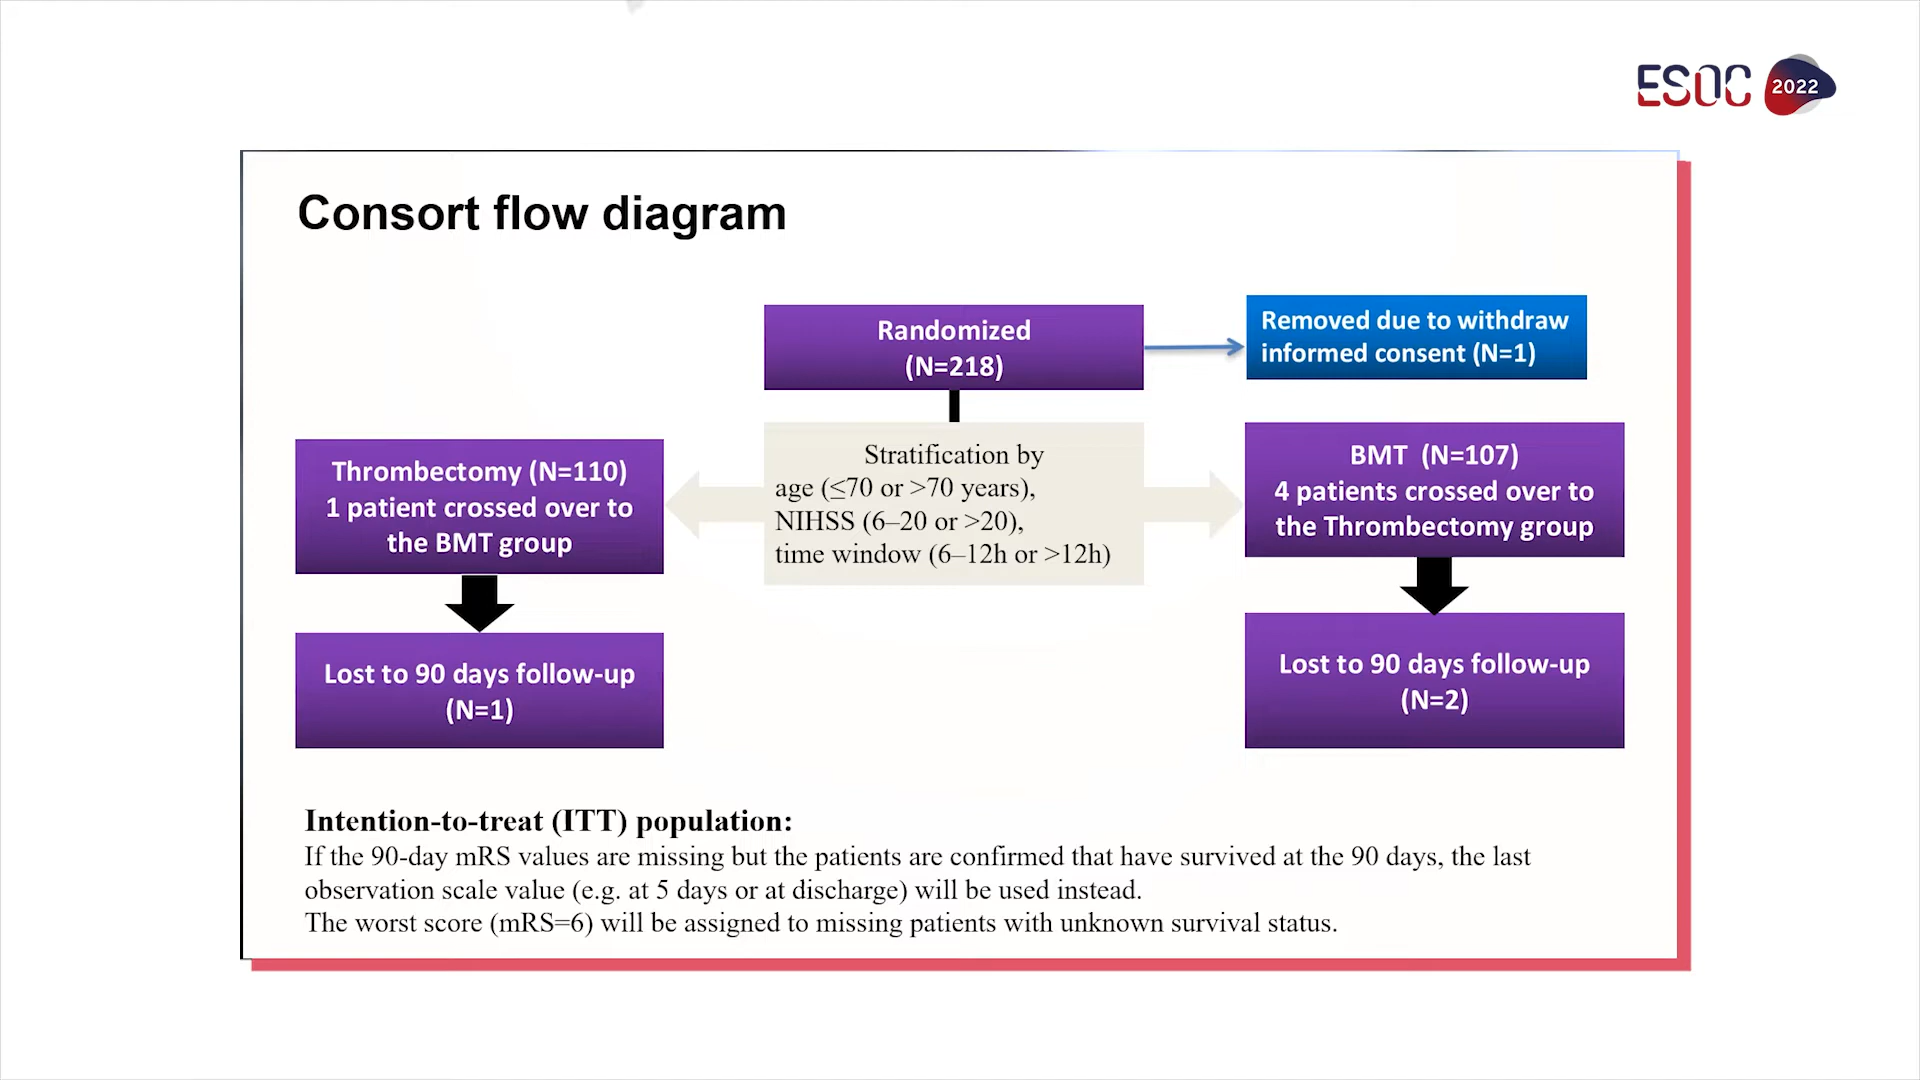 ESOC 2022
Consort flow diagram
Randomized
(N=218)
Removed due to withdraw
informed consent (N=1)
Thrombectomy (N=110)
1 patient crossed over to
the BMT group
Stratification by
age (≤70 or >70 years),
NIHSS (6–20 or >20),
time window (6–12h or >12h)
BMT (N=107)
4 patients crossed over to
the Thrombectomy group
Lost to 90 days follow-up
(N=1)
Lost to 90 days follow-up
(N=2)
Intention-to-treat (ITT) population:
If the 90-day mRS values are missing but the patients are confirmed that have survived at the 90 days, the last
observation scale value (e.g. at 5 days or at discharge) will be used instead.
The worst score (mRS=6) will be assigned to missing patients with unknown survival status.